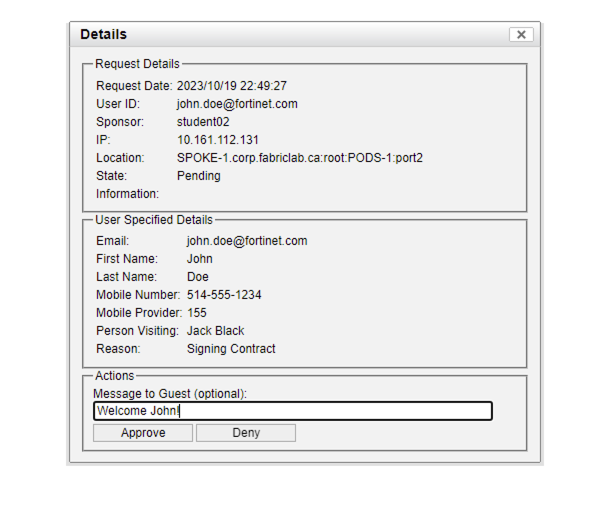 Details
Request Details
Request Date: 2023/10/19 22:49:27
User ID: john.doe@fortinet.com
Sponsor: student02
IP: 10.161.112.131
Location: SPOKE-1.corp.fabriclab.ca:root:PODS-1:port2
State: Pending
Information:
User Specified Details
Email: john.doe@fortinet.com
First Name: John
Last Name: Doe
Mobile Number: 514-555-1234
Mobile Provider: 155
Person Visiting: Jack Black
Reason: Signing Contract
Actions
Message to Guest (optional):
Welcome John!
Approve Deny